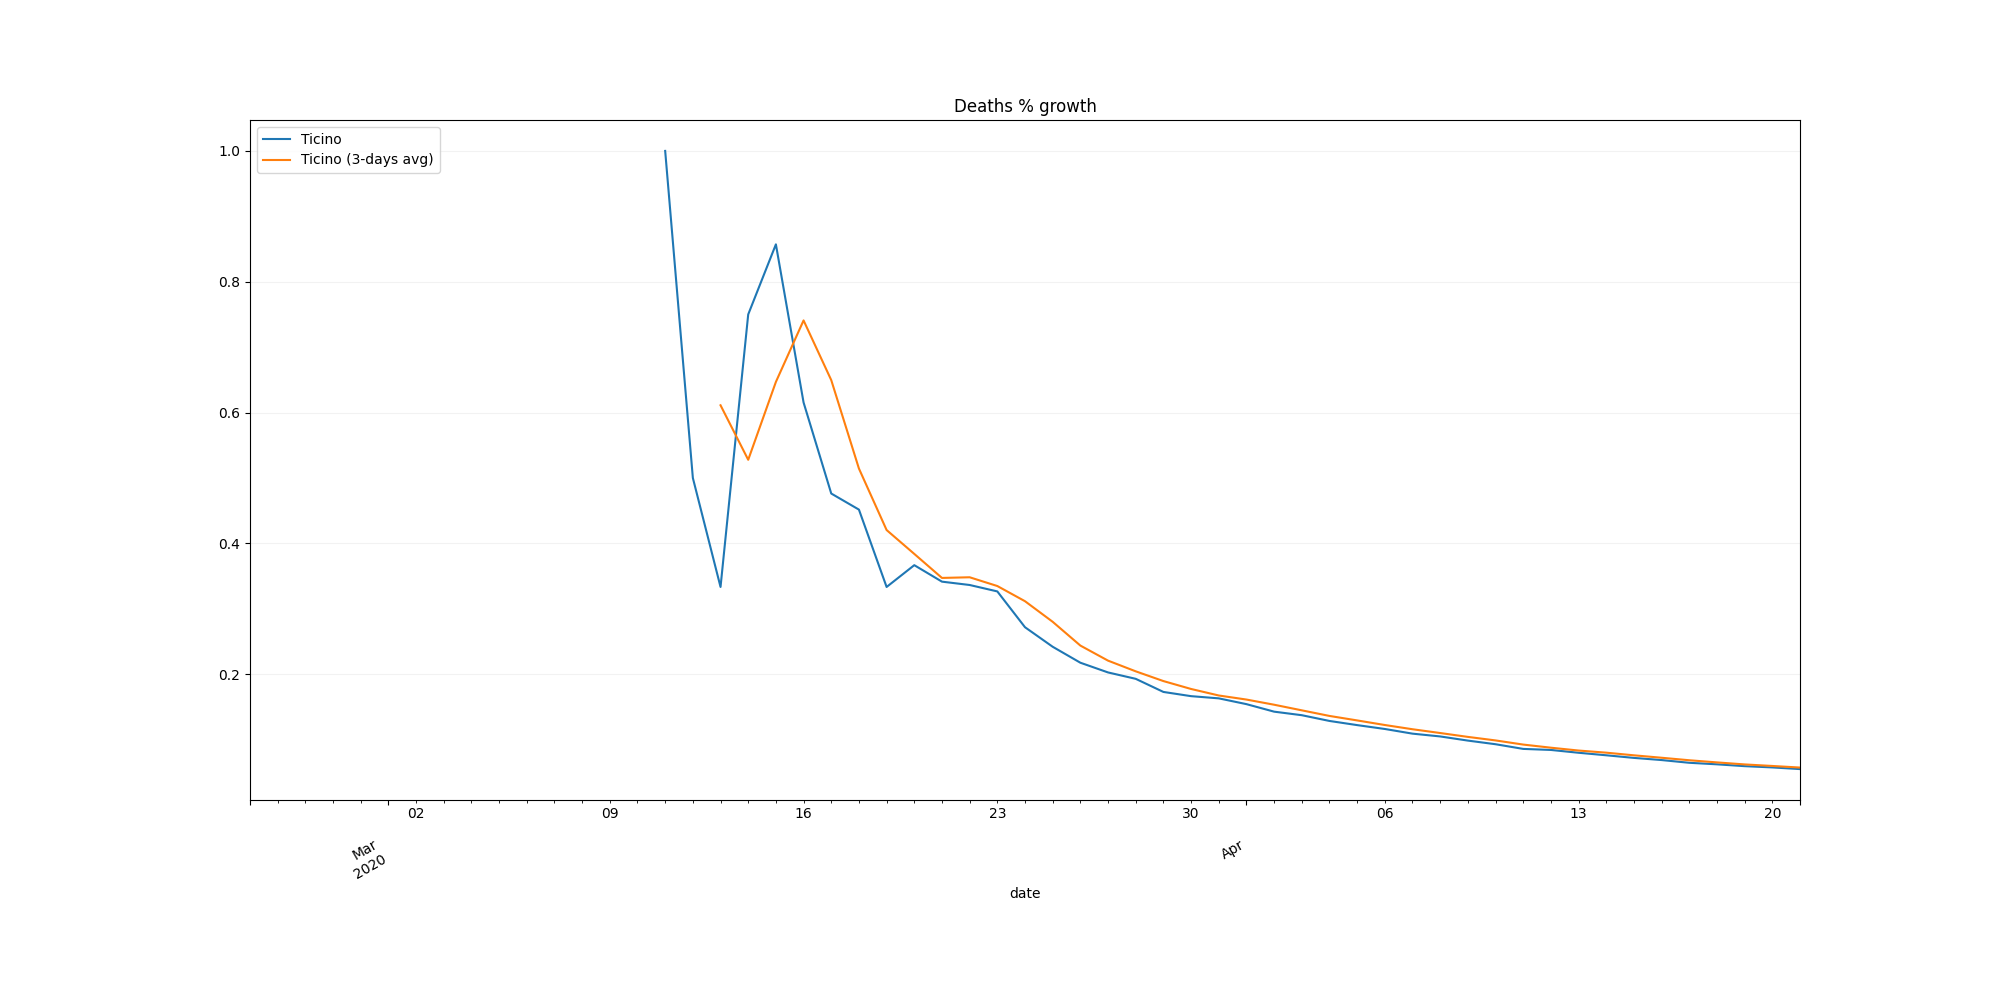 Deaths % growth
Ticino
Ticino (3-days avg)
1.0
0.8
0.6
0.4
0.2
02 09 16 23 30 06 13 20
Mar
2020
Apr
date